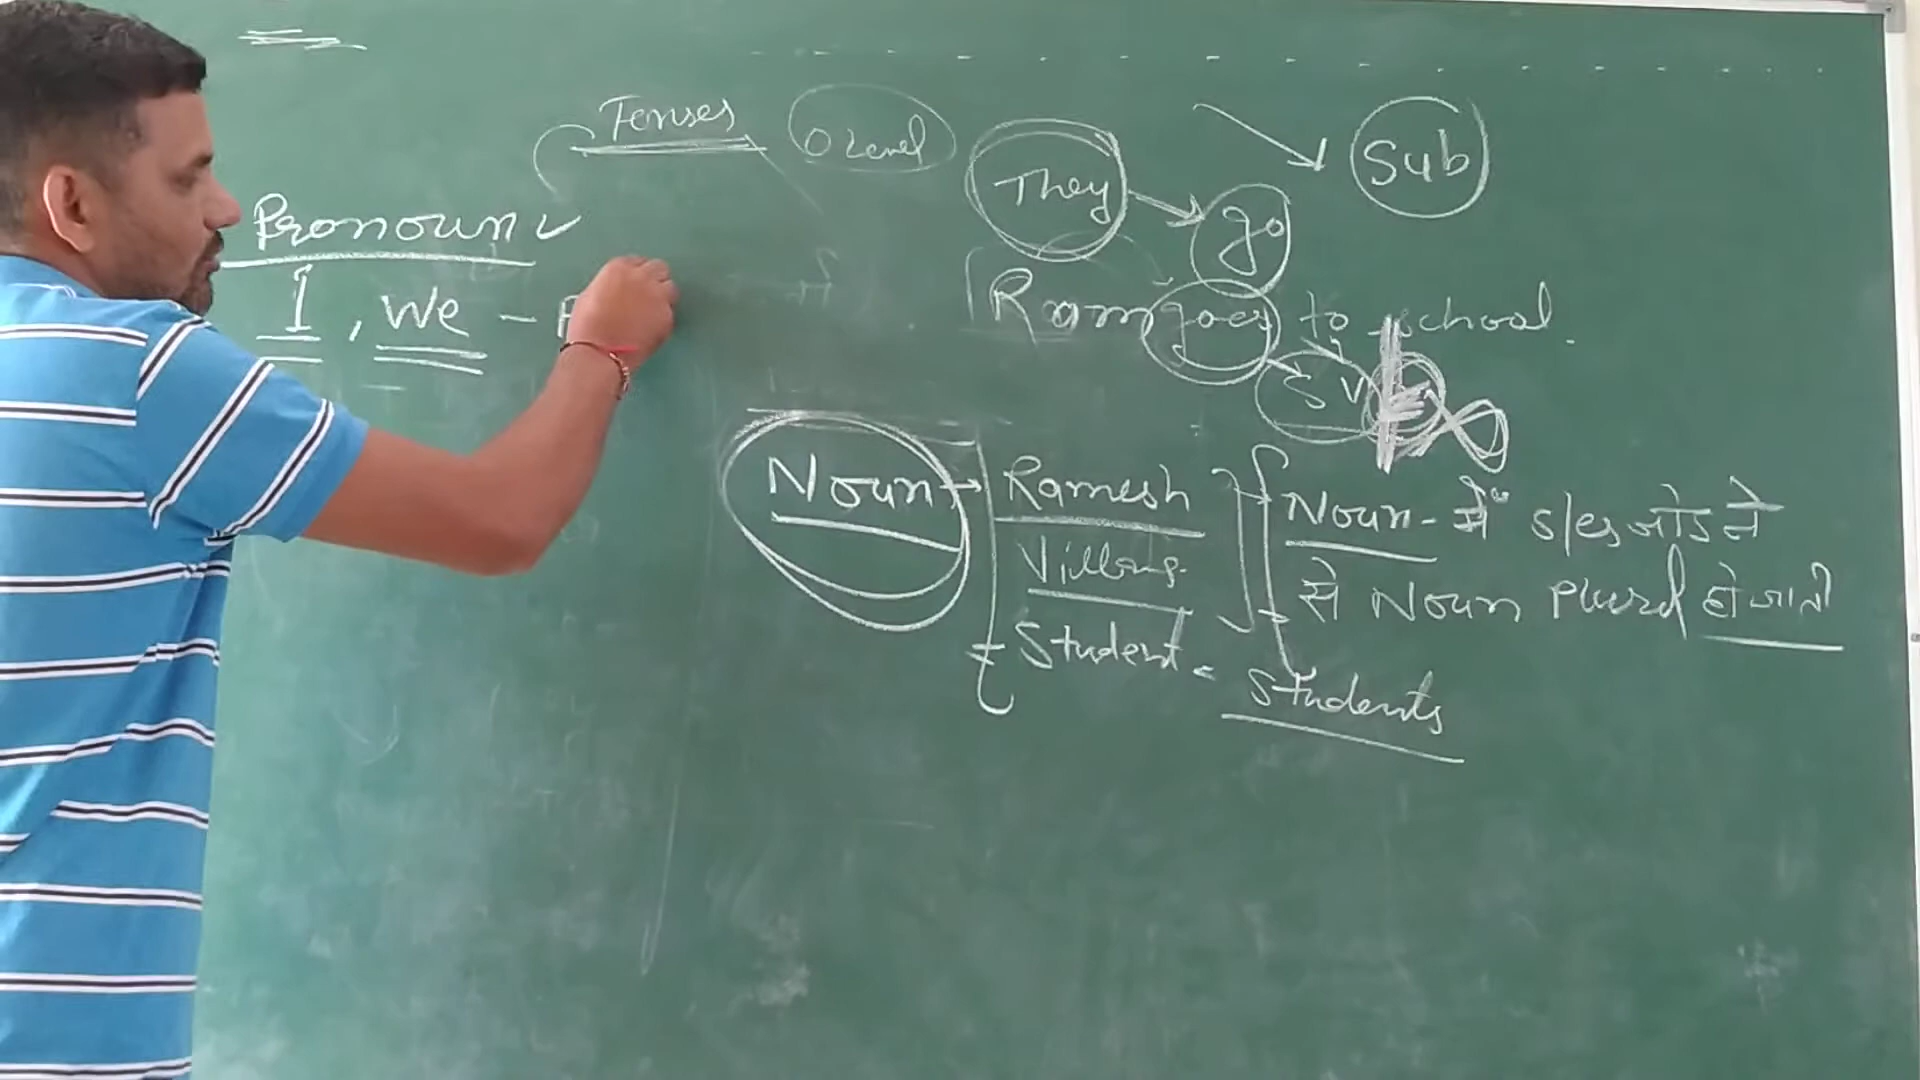 Tenses
O Level
They
go
Sub
Pronoun
I, We -
Ram goes to school.
S V
Noun
Ramesh
Village
Student
Students
Noun - में s/es जोडने
से Noun plural हो जाती